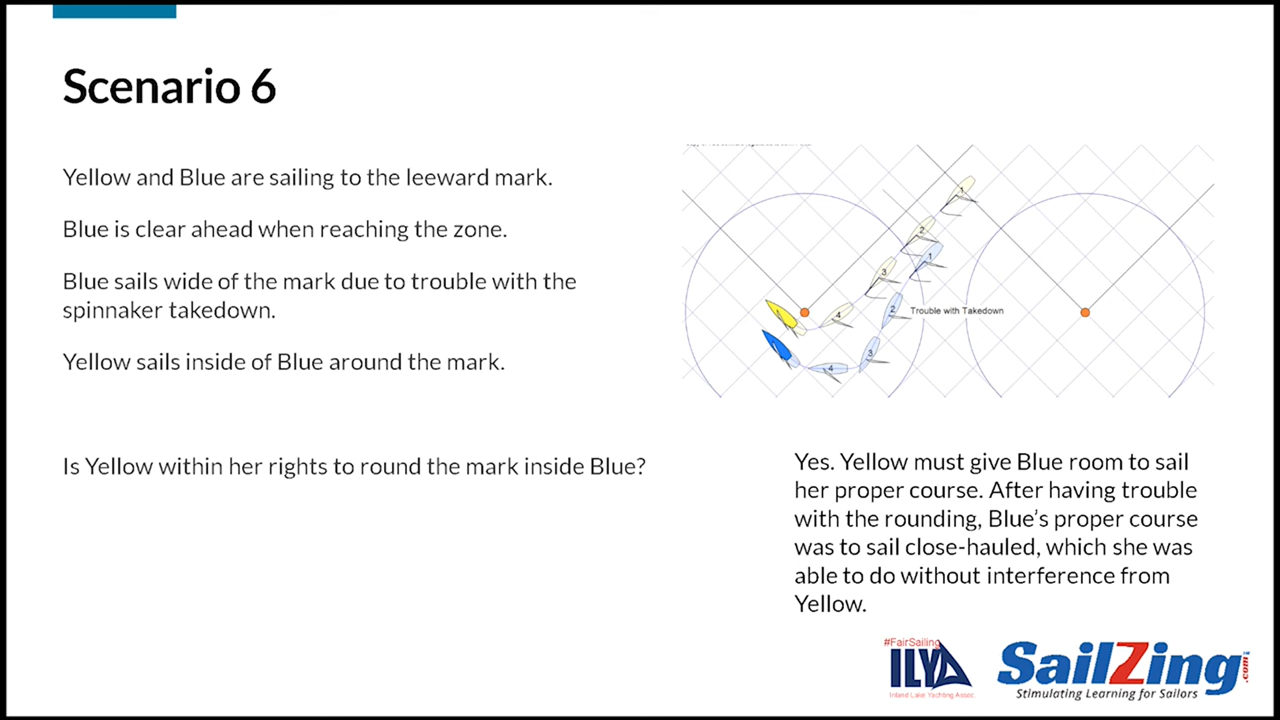 Scenario 6
Yellow and Blue are sailing to the leeward mark.
Blue is clear ahead when reaching the zone.
Blue sails wide of the mark due to trouble with the
spinnaker takedown.
Yellow sails inside of Blue around the mark.
Is Yellow within her rights to round the mark inside Blue?
1
2
1
3
2
Trouble with Takedown
4
3
4
Yes. Yellow must give Blue room to sail
her proper course. After having trouble
with the rounding, Blue’s proper course
was to sail close-hauled, which she was
able to do without interference from
Yellow.
#FairSailing
ILYA
Inland Lake Yachting Assoc.
SailZing.com
Stimulating Learning for Sailors